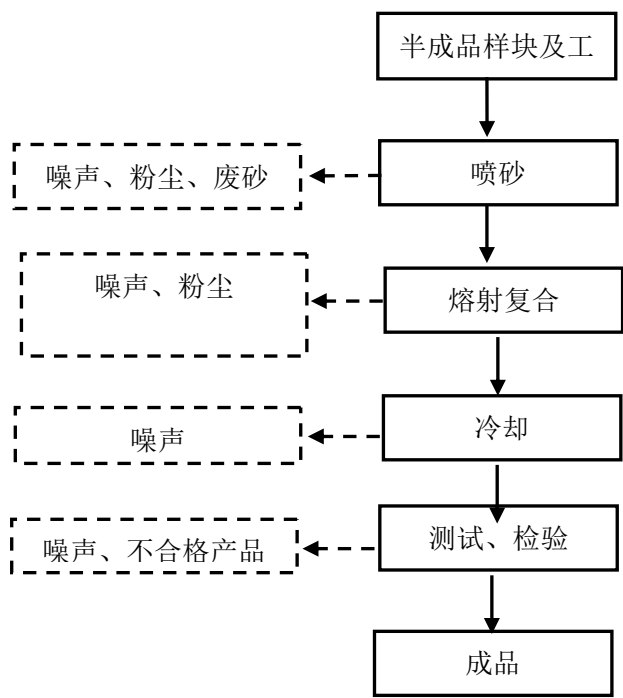 半成品样块及工
噪声、粉尘、废砂
喷砂
噪声、粉尘
熔射复合
噪声
冷却
噪声、不合格产品
测试、检验
成品